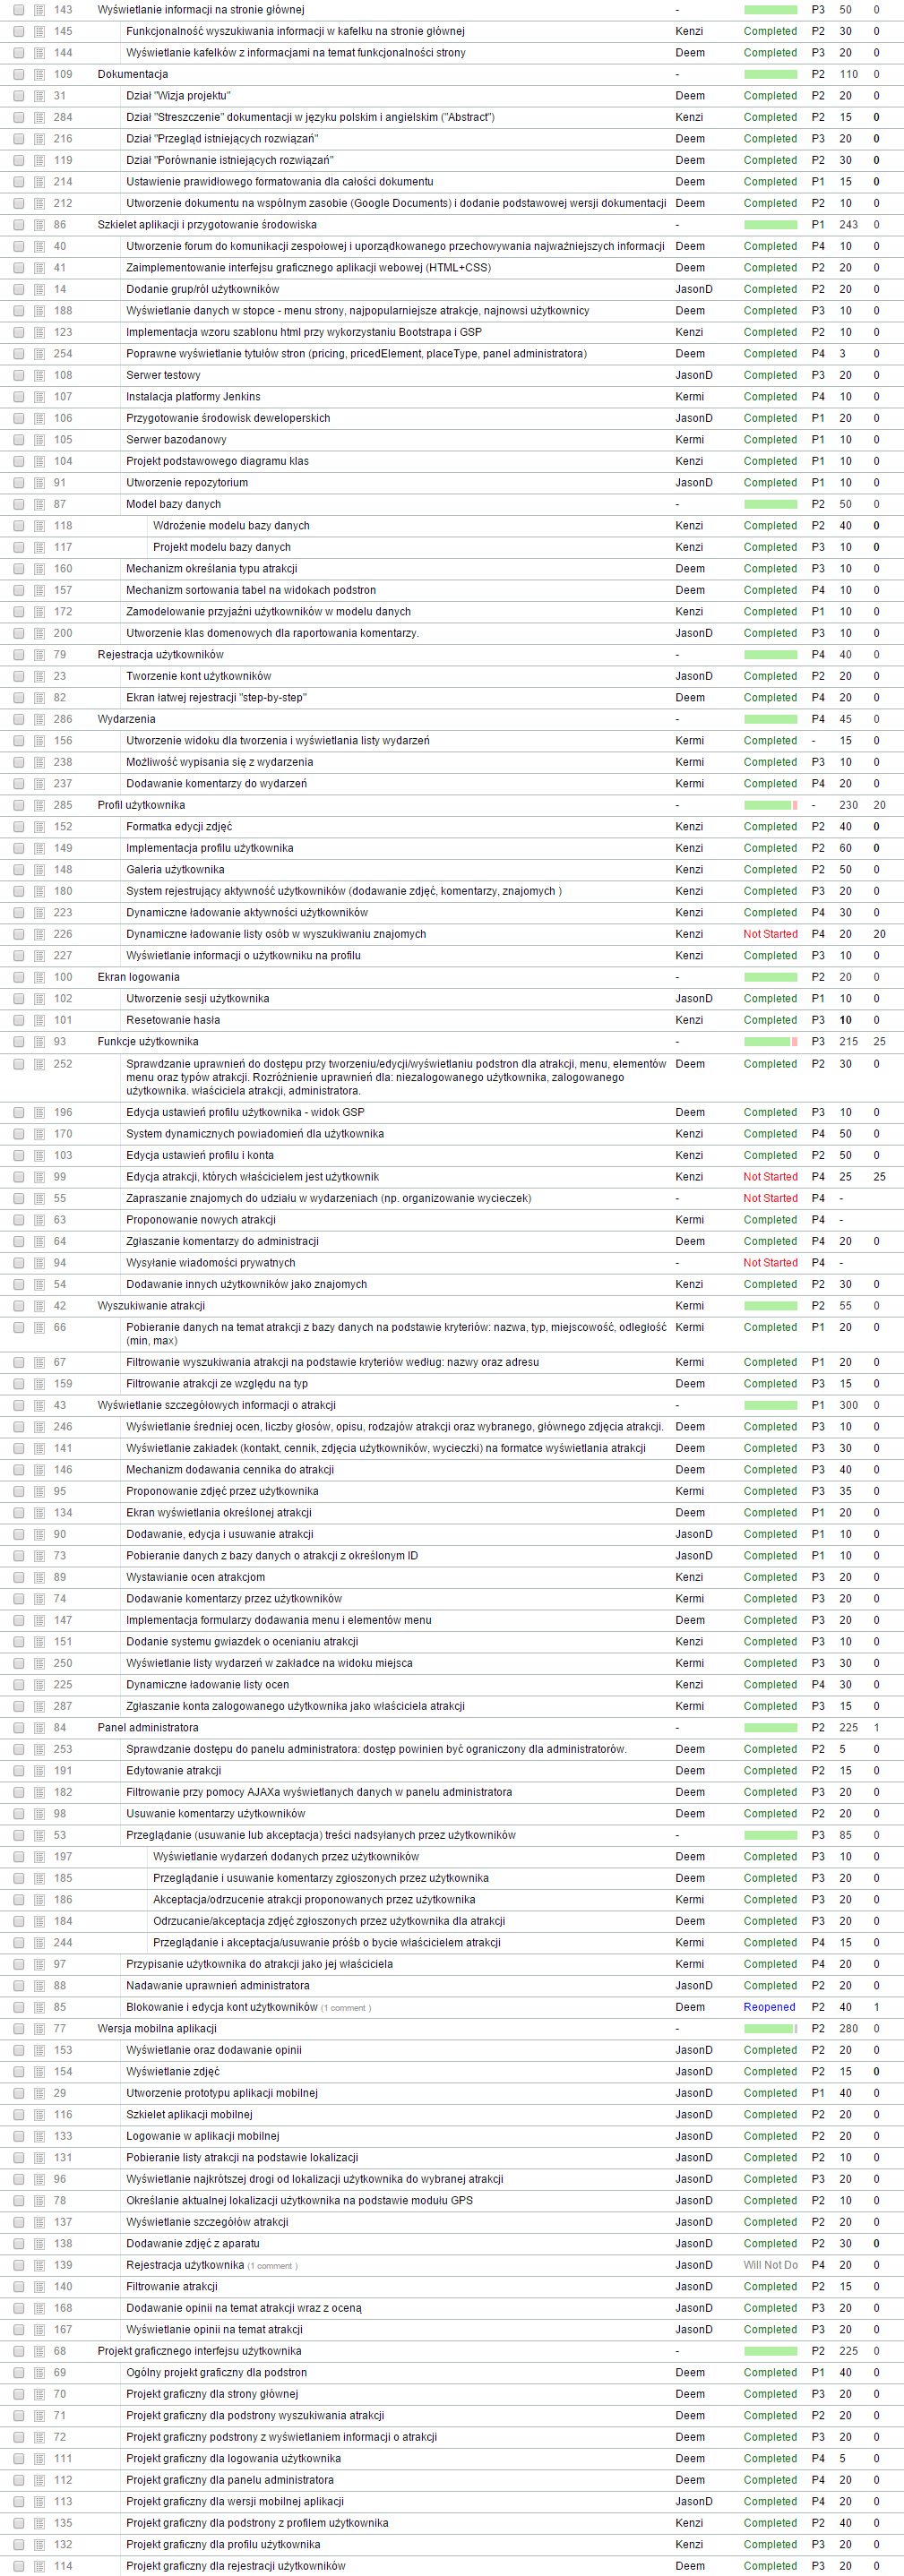 143 Wyświetlanie informacji na stronie głównej - P3 50 0
145 Funkcjonalność wyszukiwania informacji w kafelku na stronie głównej Kenzi Completed P2 30 0
144 Wyświetlanie kafelków z informacjami na temat funkcjonalności strony Deem Completed P3 20 0
109 Dokumentacja - P2 110 0
31 Dział "Wizja projektu" Deem Completed P2 20 0
284 Dział "Streszczenie" dokumentacji w języku polskim i angielskim ("Abstract") Kenzi Completed P2 15 0
216 Dział "Przegląd istniejących rozwiązań" Deem Completed P3 20 0
119 Dział "Porównanie istniejących rozwiązań" Deem Completed P2 30 0
214 Ustawienie prawidłowego formatowania dla całości dokumentu Deem Completed P1 15 0
212 Utworzenie dokumentu na wspólnym zasobie (Google Documents) i dodanie podstawowej wersji dokumentacji Deem Completed P2 10 0
86 Szkielet aplikacji i przygotowanie środowiska - P1 243 0
40 Utworzenie forum do komunikacji zespołowej i uporządkowanego przechowywania najważniejszych informacji Deem Completed P4 10 0
41 Zaimplementowanie interfejsu graficznego aplikacji webowej (HTML+CSS) Deem Completed P2 20 0
14 Dodanie grup/ról użytkowników JasonD Completed P2 20 0
188 Wyświetlanie danych w stopce - menu strony, najpopularniejsze atrakcje, najnowsi użytkownicy Deem Completed P3 10 0
123 Implementacja wzoru szablonu html przy wykorzystaniu Bootstrapa i GSP Kenzi Completed P2 10 0
254 Poprawne wyświetlanie tytułów stron (pricing, pricedElement, placeType, panel administratora) Deem Completed P4 3 0
108 Serwer testowy JasonD Completed P3 20 0
107 Instalacja platformy Jenkins Kermi Completed P4 10 0
106 Przygotowanie środowisk deweloperskich JasonD Completed P1 20 0
105 Serwer bazodanowy Kermi Completed P1 10 0
104 Projekt podstawowego diagramu klas Kenzi Completed P1 10 0
91 Utworzenie repozytorium JasonD Completed P1 10 0
87 Model bazy danych - P2 50 0
118 Wdrożenie modelu bazy danych Kenzi Completed P2 40 0
117 Projekt modelu bazy danych Kenzi Completed P3 10 0
160 Mechanizm określania typu atrakcji Deem Completed P3 10 0
157 Mechanizm sortowania tabel na widokach podstron Deem Completed P4 10 0
172 Zamodelowanie przyjaźni użytkowników w modelu danych Kenzi Completed P1 10 0
200 Utworzenie klas domenowych dla raportowania komentarzy. JasonD Completed P3 10 0
79 Rejestracja użytkowników - P4 40 0
23 Tworzenie kont użytkowników JasonD Completed P2 20 0
82 Ekran łatwej rejestracji "step-by-step" Deem Completed P4 20 0
286 Wydarzenia - P4 45 0
156 Utworzenie widoku dla tworzenia i wyświetlania listy wydarzeń Kermi Completed - 15 0
238 Możliwość wypisania się z wydarzenia Kermi Completed P3 10 0
237 Dodawanie komentarzy do wydarzeń Kermi Completed P4 20 0
285 Profil użytkownika - - 230 20
152 Formatka edycji zdjęć Kenzi Completed P2 40 0
149 Implementacja profilu użytkownika Kenzi Completed P2 60 0
148 Galeria użytkownika Kenzi Completed P2 50 0
180 System rejestrujący aktywność użytkowników (dodawanie zdjęć, komentarzy, znajomych ) Kenzi Completed P3 20 0
223 Dynamiczne ładowanie aktywności użytkowników Kenzi Completed P4 30 0
226 Dynamiczne ładowanie listy osób w wyszukiwaniu znajomych Kenzi Not Started P4 20 20
227 Wyświetlanie informacji o użytkowniku na profilu Kenzi Completed P3 10 0
100 Ekran logowania - P2 20 0
102 Utworzenie sesji użytkownika JasonD Completed P1 10 0
101 Resetowanie hasła Kenzi Completed P3 10 0
93 Funkcje użytkownika - P3 215 25
252 Sprawdzanie uprawnień do dostępu przy tworzeniu/edycji/wyświetlaniu podstron dla atrakcji, menu, elementów Deem Completed P2 30 0
menu oraz typów atrakcji. Rozróżnienie uprawnień dla: niezalogowanego użytkownika, zalogowanego
użytkownika. właściciela atrakcji, administratora.
196 Edycja ustawień profilu użytkownika - widok GSP Deem Completed P3 10 0
170 System dynamicznych powiadomień dla użytkownika Kenzi Completed P4 50 0
103 Edycja ustawień profilu i konta Kenzi Completed P2 50 0
99 Edycja atrakcji, których właścicielem jest użytkownik Kenzi Not Started P4 25 25
55 Zapraszanie znajomych do udziału w wydarzeniach (np. organizowanie wycieczek) - Not Started P4 -
63 Proponowanie nowych atrakcji Kermi Completed P4 -
64 Zgłaszanie komentarzy do administracji Deem Completed P4 20 0
94 Wysyłanie wiadomości prywatnych - Not Started P4 -
54 Dodawanie innych użytkowników jako znajomych Kenzi Completed P2 30 0
42 Wyszukiwanie atrakcji Kermi P2 55 0
66 Pobieranie danych na temat atrakcji z bazy danych na podstawie kryteriów: nazwa, typ, miejscowość, odległość Kermi Completed P1 20 0
(min, max)
67 Filtrowanie wyszukiwania atrakcji na podstawie kryteriów według: nazwy oraz adresu Kermi Completed P1 20 0
159 Filtrowanie atrakcji ze względu na typ Deem Completed P3 15 0
43 Wyświetlanie szczegółowych informacji o atrakcji - P1 300 0
246 Wyświetlanie średniej ocen, liczby głosów, opisu, rodzajów atrakcji oraz wybranego, głównego zdjęcia atrakcji. Deem Completed P3 10 0
141 Wyświetlanie zakładek (kontakt, cennik, zdjęcia użytkowników, wycieczki) na formatce wyświetlania atrakcji Deem Completed P3 30 0
146 Mechanizm dodawania cennika do atrakcji Deem Completed P3 40 0
95 Proponowanie zdjęć przez użytkownika Kermi Completed P3 35 0
134 Ekran wyświetlania określonej atrakcji Deem Completed P1 20 0
90 Dodawanie, edycja i usuwanie atrakcji JasonD Completed P1 10 0
73 Pobieranie danych z bazy danych o atrakcji z określonym ID JasonD Completed P1 10 0
89 Wystawianie ocen atrakcjom Kenzi Completed P3 20 0
74 Dodawanie komentarzy przez użytkowników Kermi Completed P3 20 0
147 Implementacja formularzy dodawania menu i elementów menu Deem Completed P3 20 0
151 Dodanie systemu gwiazdek o ocenianiu atrakcji Kenzi Completed P3 10 0
250 Wyświetlanie listy wydarzeń w zakładce na widoku miejsca Kermi Completed P3 30 0
225 Dynamiczne ładowanie listy ocen Kenzi Completed P4 30 0
287 Zgłaszanie konta zalogowanego użytkownika jako właściciela atrakcji Kermi Completed P3 15 0
84 Panel administratora - P2 225 1
253 Sprawdzanie dostępu do panelu administratora: dostęp powinien być ograniczony dla administratorów. Deem Completed P2 5 0
191 Edytowanie atrakcji Deem Completed P2 15 0
182 Filtrowanie przy pomocy AJAXa wyświetlanych danych w panelu administratora Deem Completed P3 20 0
98 Usuwanie komentarzy użytkowników Deem Completed P2 20 0
53 Przeglądanie (usuwanie lub akceptacja) treści nadsyłanych przez użytkowników - P3 85 0
197 Wyświetlanie wydarzeń dodanych przez użytkowników Deem Completed P3 10 0
185 Przeglądanie i usuwanie komentarzy zgloszonych przez użytkownika Deem Completed P3 20 0
186 Akceptacja/odrzucenie atrakcji proponowanych przez użytkownika Kermi Completed P3 20 0
184 Odrzucanie/akceptacja zdjęć zgłoszonych przez użytkownika dla atrakcji Deem Completed P3 20 0
244 Przeglądanie i akceptacja/usuwanie próśb o bycie właścicielem atrakcji Kermi Completed P4 15 0
97 Przypisanie użytkownika do atrakcji jako jej właściciela Kermi Completed P4 20 0
88 Nadawanie uprawnień administratora JasonD Completed P2 20 0
85 Blokowanie i edycja kont użytkowników (1 comment ) Deem Reopened P2 40 1
77 Wersja mobilna aplikacji - P2 280 0
153 Wyświetlanie oraz dodawanie opinii JasonD Completed P2 20 0
154 Wyświetlanie zdjęć JasonD Completed P2 15 0
29 Utworzenie prototypu aplikacji mobilnej JasonD Completed P1 40 0
116 Szkielet aplikacji mobilnej JasonD Completed P2 20 0
133 Logowanie w aplikacji mobilnej JasonD Completed P2 20 0
131 Pobieranie listy atrakcji na podstawie lokalizacji JasonD Completed P2 10 0
96 Wyświetlanie najkrótszej drogi od lokalizacji użytkownika do wybranej atrakcji JasonD Completed P3 20 0
78 Określanie aktualnej lokalizacji użytkownika na podstawie modułu GPS JasonD Completed P2 10 0
137 Wyświetlanie szczegółów atrakcji JasonD Completed P2 20 0
138 Dodawanie zdjęć z aparatu JasonD Completed P2 30 0
139 Rejestracja użytkownika (1 comment ) JasonD Will Not Do P4 20 0
140 Filtrowanie atrakcji JasonD Completed P2 15 0
168 Dodawanie opinii na temat atrakcji wraz z oceną JasonD Completed P3 20 0
167 Wyświetlanie opinii na temat atrakcji JasonD Completed P3 20 0
68 Projekt graficznego interfejsu użytkownika - P2 225 0
69 Ogólny projekt graficzny dla podstron Deem Completed P1 40 0
70 Projekt graficzny dla strony głównej Deem Completed P3 20 0
71 Projekt graficzny dla podstrony wyszukiwania atrakcji Deem Completed P2 20 0
72 Projekt graficzny podstrony z wyświetlaniem informacji o atrakcji Deem Completed P3 20 0
111 Projekt graficzny dla logowania użytkownika Deem Completed P4 5 0
112 Projekt graficzny dla panelu administratora Deem Completed P4 20 0
113 Projekt graficzny dla wersji mobilnej aplikacji JasonD Completed P4 20 0
135 Projekt graficzny dla podstrony z profilem użytkownika Kenzi Completed P2 40 0
132 Projekt graficzny dla profilu użytkownika Kenzi Completed P3 20 0
114 Projekt graficzny dla rejestracji użytkowników Deem Completed P3 20 0